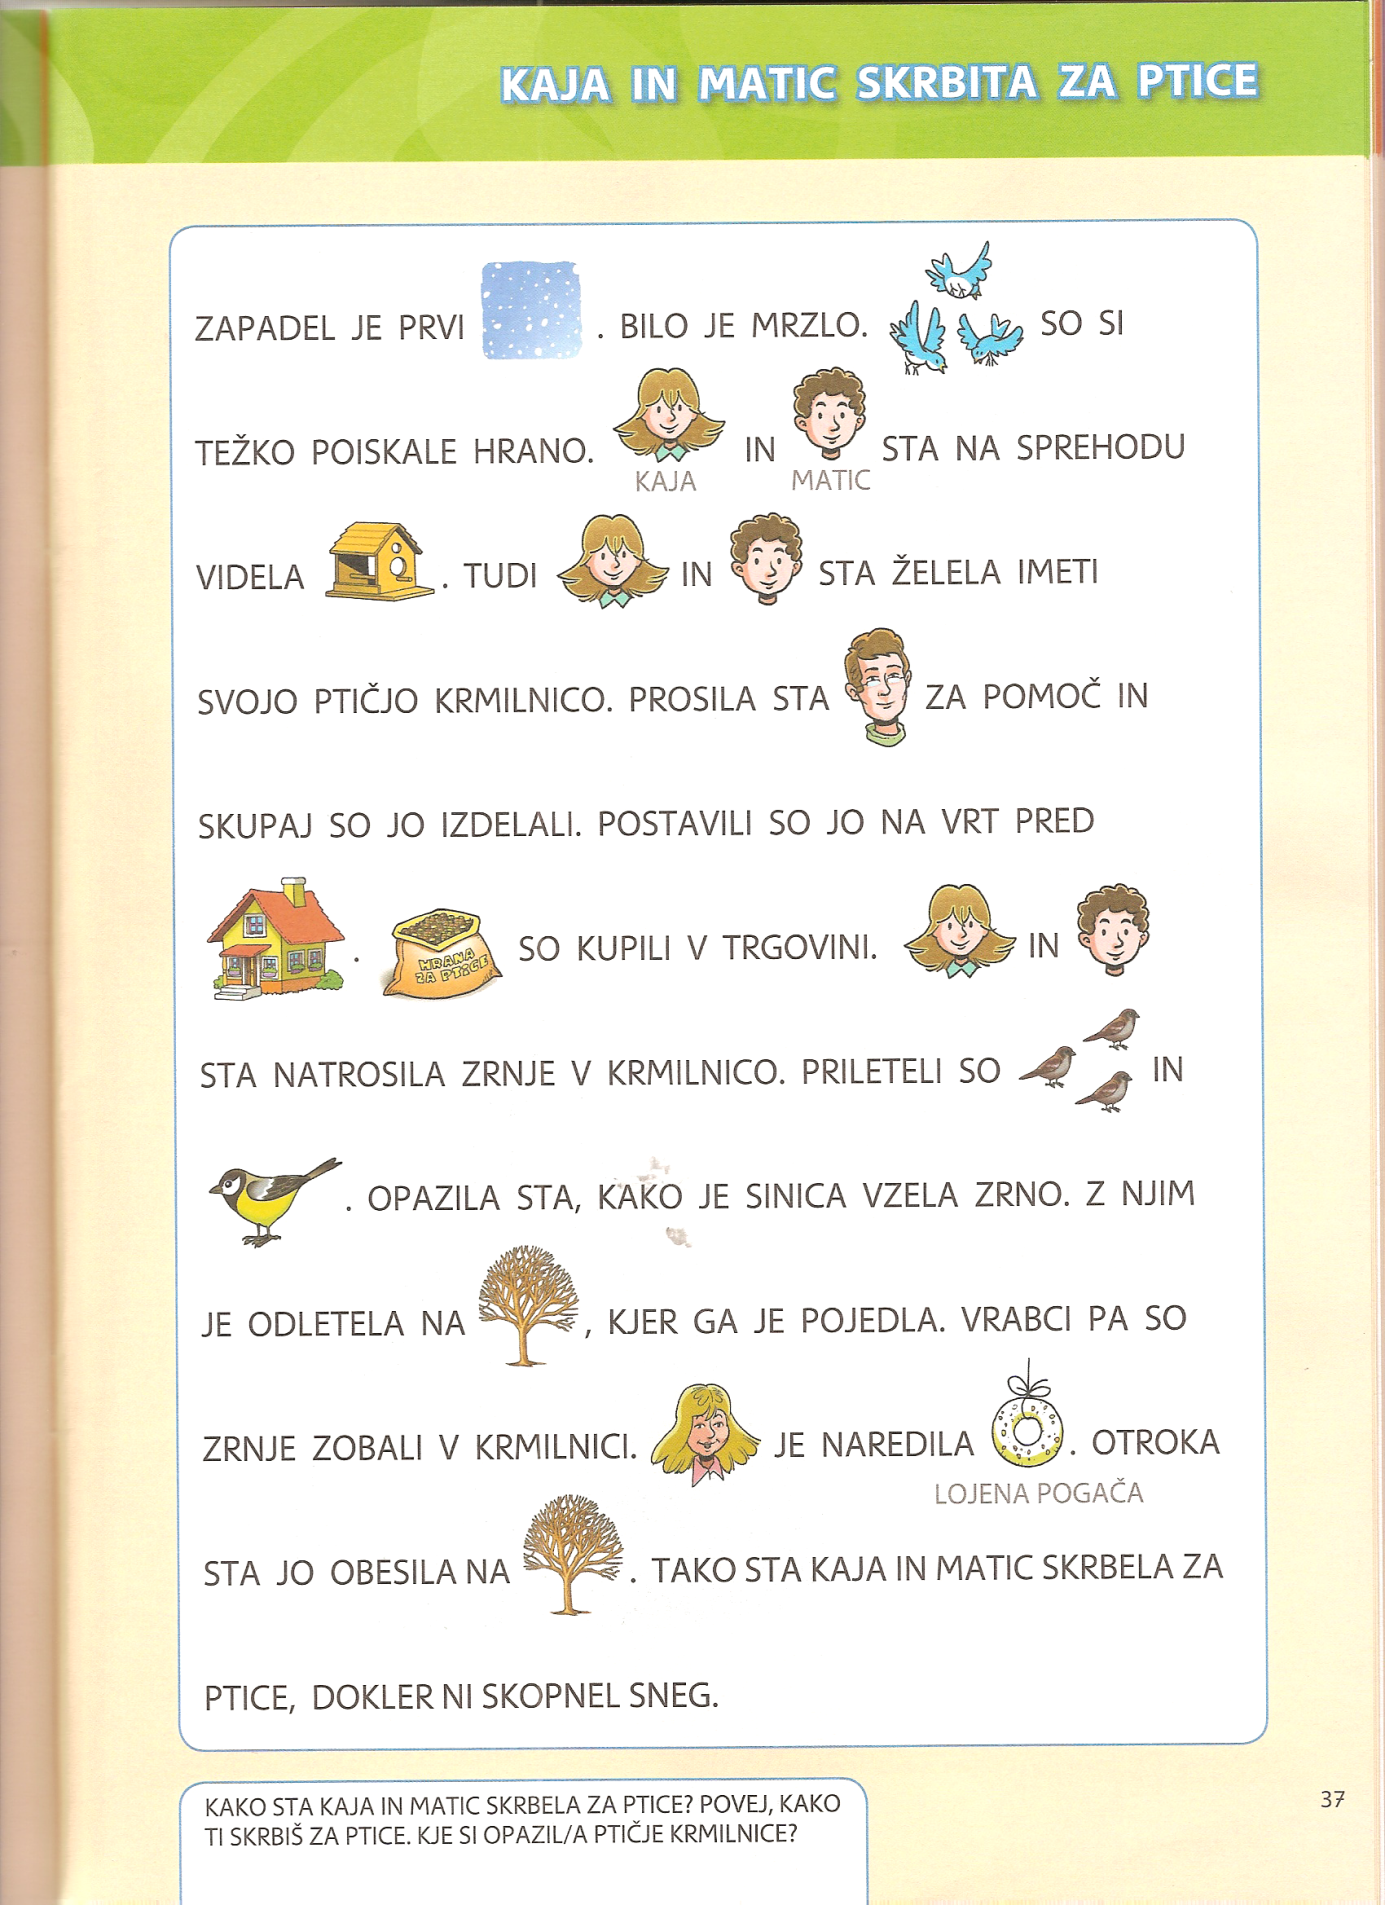 KAJA IN MATIC SKRBITA ZA PTICE
ZAPADEL JE PRVI . BILO JE MRZLO. SO SI
TEŽKO POISKALE HRANO. IN STA NA SPREHODU
KAJA MATIC
VIDELA . TUDI IN STA ŽELELA IMETI
SVOJO PTIČJO KRMILNICO. PROSILA STA ZA POMOČ IN
SKUPAJ SO JO IZDELALI. POSTAVILI SO JO NA VRT PRED
. SO KUPILI V TRGOVINI. IN
HRANA
ZA PTICE
STA NATROSILA ZRNJE V KRMILNICO. PRILETELI SO IN
. OPAZILA STA, KAKO JE SINICA VZELA ZRNO. Z NJIM
JE ODLETELA NA , KJER GA JE POJEDLA. VRABCI PA SO
ZRNJE ZOBALI V KRMILNICI. JE NAREDILA . OTROKA
LOJENA POGAČA
STA JO OBESILA NA . TAKO STA KAJA IN MATIC SKRBELA ZA
PTICE, DOKLER NI SKOPNEL SNEG.
KAKO STA KAJA IN MATIC SKRBELA ZA PTICE? POVEJ, KAKO
TI SKRBIŠ ZA PTICE. KJE SI OPAZIL/A PTIČJE KRMILNICE?
37